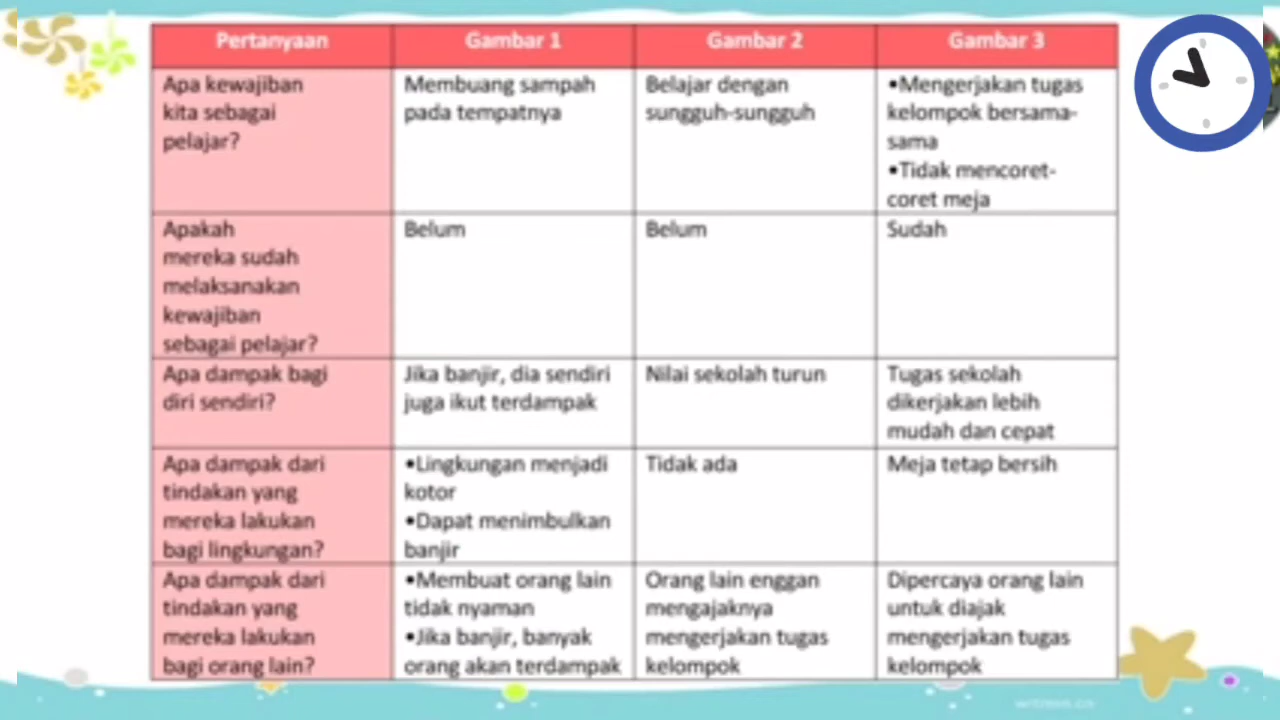 Pertanyaan
Gambar 1
Gambar 2
Gambar 3
Apa kewajiban
kita sebagai
pelajar?
Membuang sampah
pada tempatnya
Belajar dengan
sungguh-sungguh
•Mengerjakan tugas
kelompok bersama-
sama
•Tidak mencoret-
coret meja
Apakah
mereka sudah
melaksanakan
kewajiban
sebagai pelajar?
Belum
Belum
Sudah
Apa dampak bagi
diri sendiri?
Jika banjir, dia sendiri
juga ikut terdampak
Nilai sekolah turun
Tugas sekolah
dikerjakan lebih
mudah dan cepat
Apa dampak dari
tindakan yang
mereka lakukan
bagi lingkungan?
•Lingkungan menjadi
kotor
•Dapat menimbulkan
banjir
Tidak ada
Meja tetap bersih
Apa dampak dari
tindakan yang
mereka lakukan
bagi orang lain?
•Membuat orang lain
tidak nyaman
•Jika banjir, banyak
orang akan terdampak
Orang lain enggan
mengajaknya
mengerjakan tugas
kelompok
Dipercaya orang lain
untuk diajak
mengerjakan tugas
kelompok